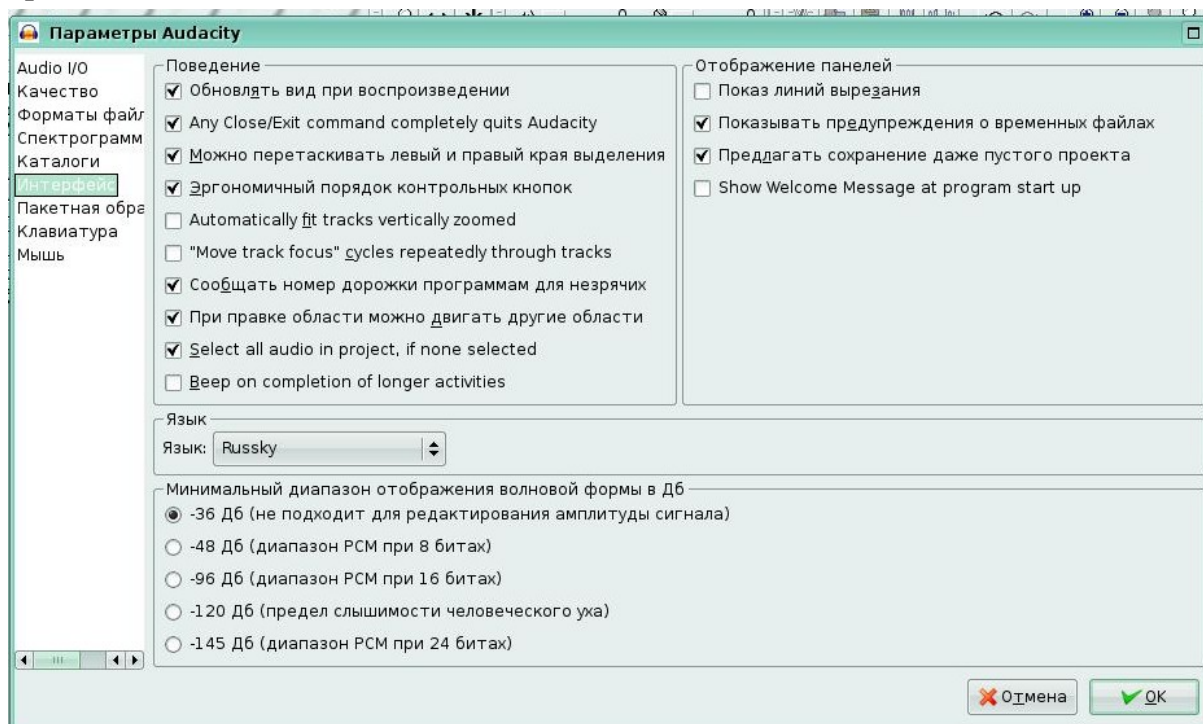 Параметры Audacity
Audio I/O
Качество
Форматы файл
Спектрограмм
Каталоги
Интерфейс
Пакетная обра
Клавиатура
Мышь
Поведение
Обновлять вид при воспроизведении
Any Close/Exit command completely quits Audacity
Можно перетаскивать левый и правый края выделения
Эргономичный порядок контрольных кнопок
Automatically fit tracks vertically zoomed
"Move track focus" cycles repeatedly through tracks
Сообщать номер дорожки программам для незрячих
При правке области можно двигать другие области
Select all audio in project, if none selected
Beep on completion of longer activities
Отображение панелей
Показ линий вырезания
Показывать предупреждения о временных файлах
Предлагать сохранение даже пустого проекта
Show Welcome Message at program start up
Язык
Язык: Russky
Минимальный диапазон отображения волновой формы в Дб
-36 Дб (не подходит для редактирования амплитуды сигнала)
-48 Дб (диапазон PCM при 8 битах)
-96 Дб (диапазон PCM при 16 битах)
-120 Дб (предел слышимости человеческого уха)
-145 Дб (диапазон PCM при 24 битах)
Отмена
OK